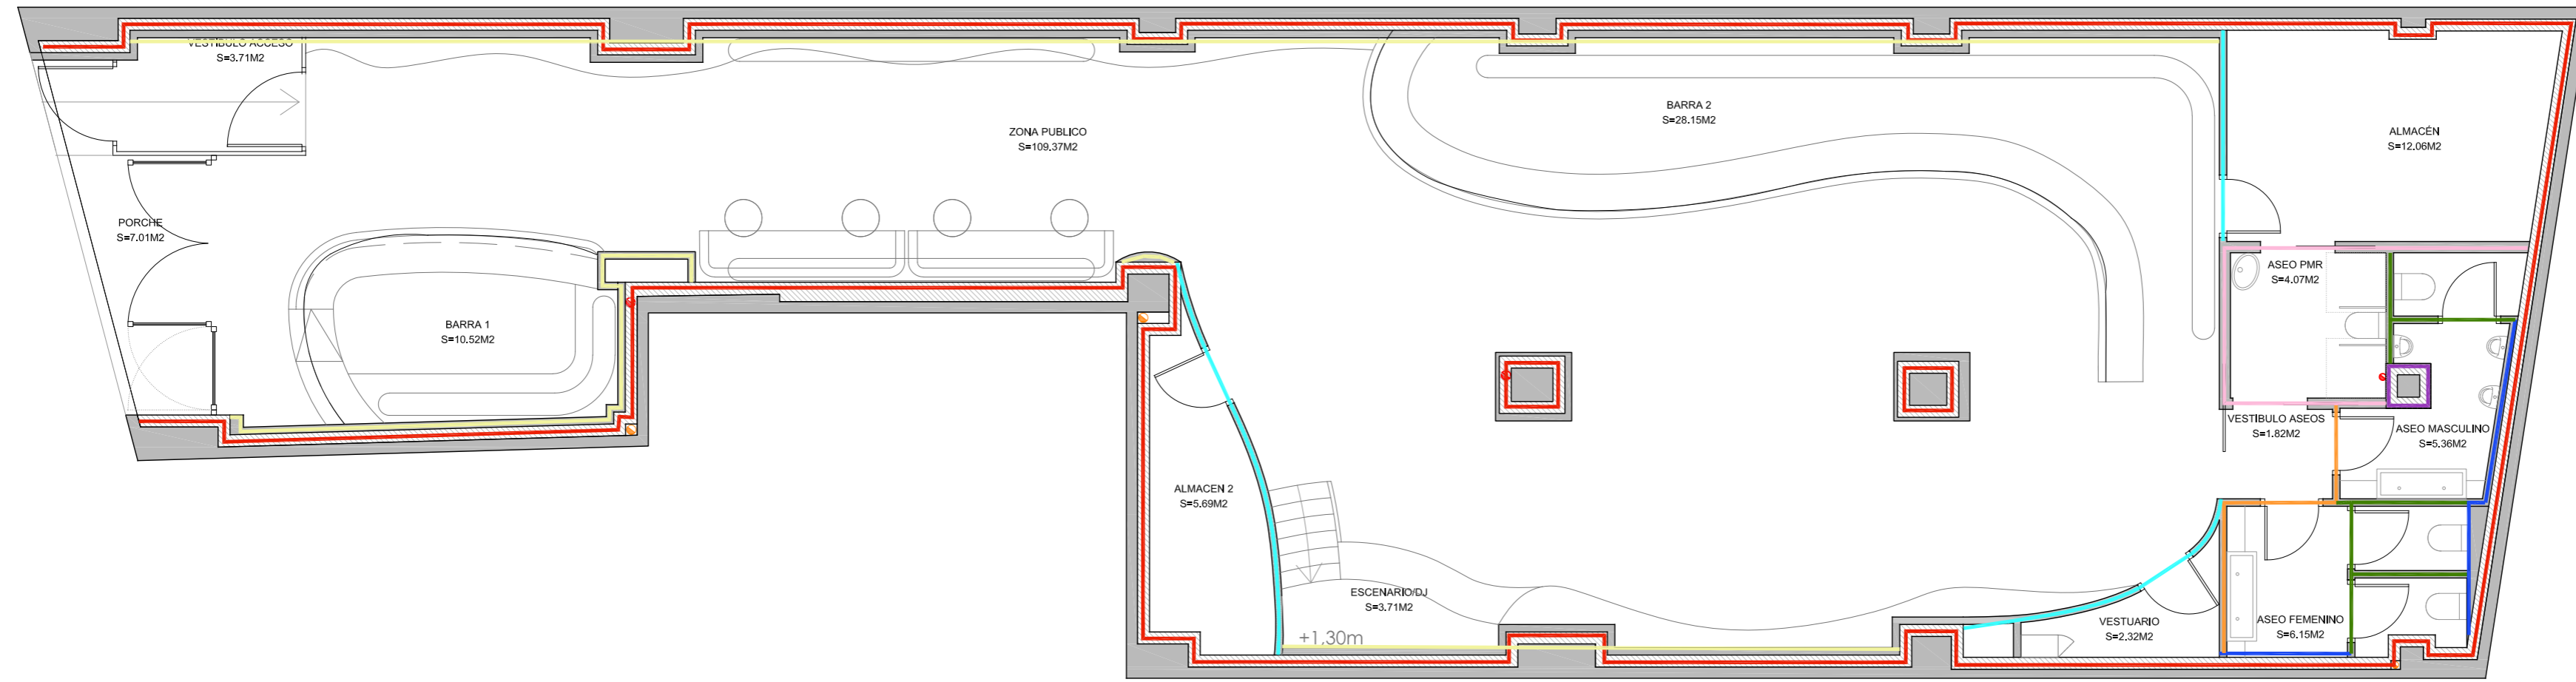 VESTIBULO ACCESO
S=3.71M2
BARRA 2
S=28.15M2
ZONA PUBLICO
S=109.37M2
ALMACÉN
S=12.06M2
PORCHE
S=7.01M2
ASEO PMR
S=4.07M2
BARRA 1
S=10.52M2
VESTIBULO ASEOS
S=1.82M2
ASEO MASCULINO
S=5.36M2
ALMACEN 2
S=5.69M2
ESCENARIO/DJ
S=3.71M2
+1.30m
VESTUARIO
S=2.32M2
ASEO FEMENINO
S=6.15M2